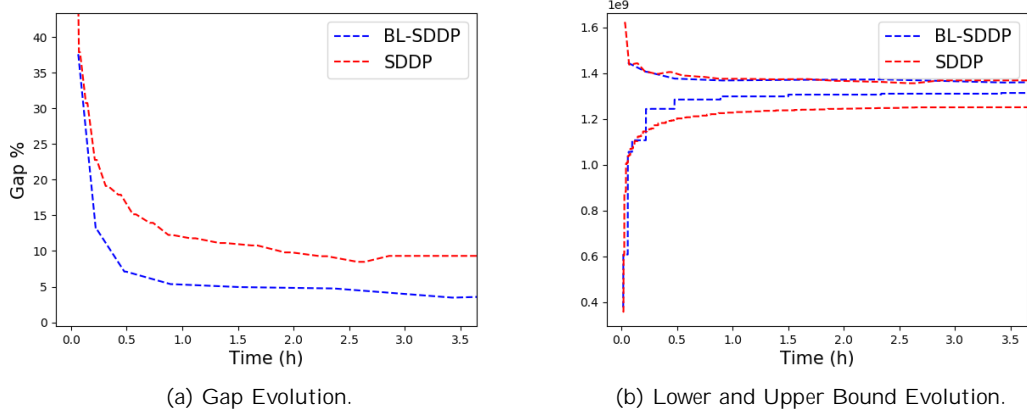 BL-SDDP
SDDP
Gap %
40
35
30
25
20
15
10
5
0
0.0 0.5 1.0 1.5 2.0 2.5 3.0 3.5
Time (h)
(a) Gap Evolution.
1e9
BL-SDDP
SDDP
1.6
1.4
1.2
1.0
0.8
0.6
0.4
0.0 0.5 1.0 1.5 2.0 2.5 3.0 3.5
Time (h)
(b) Lower and Upper Bound Evolution.